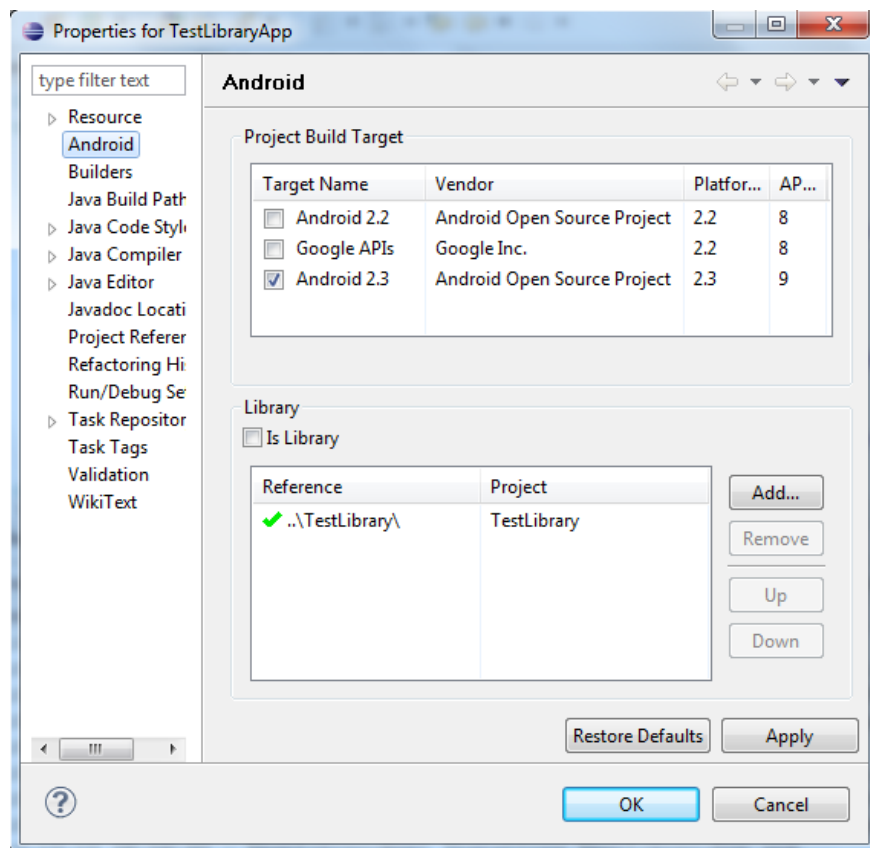 Properties for TestLibraryApp
type filter text
Resource
Android
Builders
Java Build Path
Java Code Style
Java Compiler
Java Editor
Javadoc Locati
Project Referer
Refactoring Hi
Run/Debug Se
Task Repositor
Task Tags
Validation
WikiText
Android
Project Build Target
Target Name Vendor Platfor... AP...
Android 2.2 Android Open Source Project 2.2 8
Google APIs Google Inc. 2.2 8
Android 2.3 Android Open Source Project 2.3 9
Library
Is Library
Reference Project
..\TestLibrary\ TestLibrary
Add...
Remove
Up
Down
Restore Defaults Apply
OK Cancel